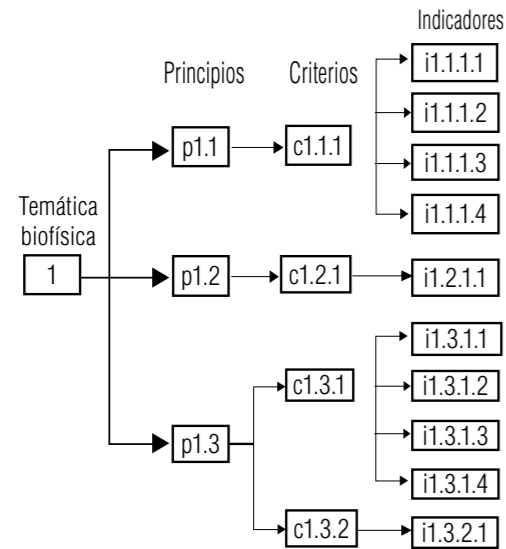 Indicadores
Principios
Criterios
i1.1.1.1
i1.1.1.2
p1.1
c1.1.1
i1.1.1.3
i1.1.1.4
Temática
biofísica
1
p1.2
c1.2.1
i1.2.1.1
i1.3.1.1
c1.3.1
i1.3.1.2
p1.3
i1.3.1.3
i1.3.1.4
c1.3.2
i1.3.2.1